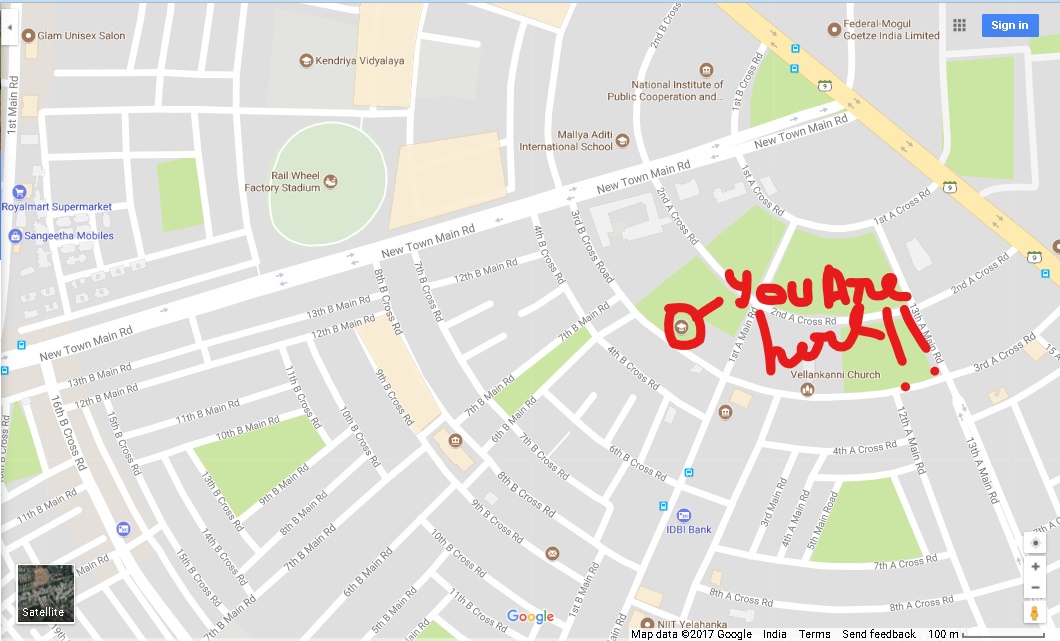 Glam Unisex Salon
Kendriya Vidyalaya
2nd B Cross
Federal-Mogul
Goetze India Limited
Sign in
1st Main Rd
National Institute of
Public Cooperation and...
1st B Cross Rd
9
Mallya Aditi
International School
New Town Main Rd
New Town Main Rd
Rail Wheel
Factory Stadium
1st A Cross Rd
9
Royalmart Supermarket
2nd A Cross Rd
3rd B Cross Road
1st A Cross Rd
Sangeetha Mobiles
New Town Main Rd
4th B Cross Rd
9
8th B Cross Rd
7th B Cross Rd
12th B Main Rd
2nd A Cross Rd
You Are
here!!
13th B Main Rd
12th B Main Rd
7th B Main Rd
2nd A Cross Rd
1st A Main Rd
13th A Main Rd
New Town Main Rd
3rd A Cross Rd
15
13th B Main Rd
12th B Main Rd
11th B Cross Rd
4th B Cross Rd
Vellankanni Church
9th B Cross Rd
7th B Main Rd
6th B Main Rd
16th B Cross Rd
15th B Cross Rd
11th B Main Rd
10th B Main Rd
10th B Cross Rd
12th A Main Rd
13th A Main Rd
7th B Cross Rd
6th B Cross Rd
4th A Cross Rd
13th B Cross Rd
9th B Main Rd
8th B Cross Rd
11th B Main Rd
8th B Main Rd
9th B Cross Rd
3rd Main Rd
4th A Main Rd
5th Main Road
IDBI Bank
14th B Cross Rd
7th B Main Rd
10th B Cross Rd
15th B Cross Rd
6th B Main Rd
7th A Cross Rd
11th B Cross Rd
1st B Main Rd
8th A Cross Rd
8th A Cross Rd
Satellite
Google
NIIT Yelahanka
Map data ©2017 Google India Terms Send feedback 100 m